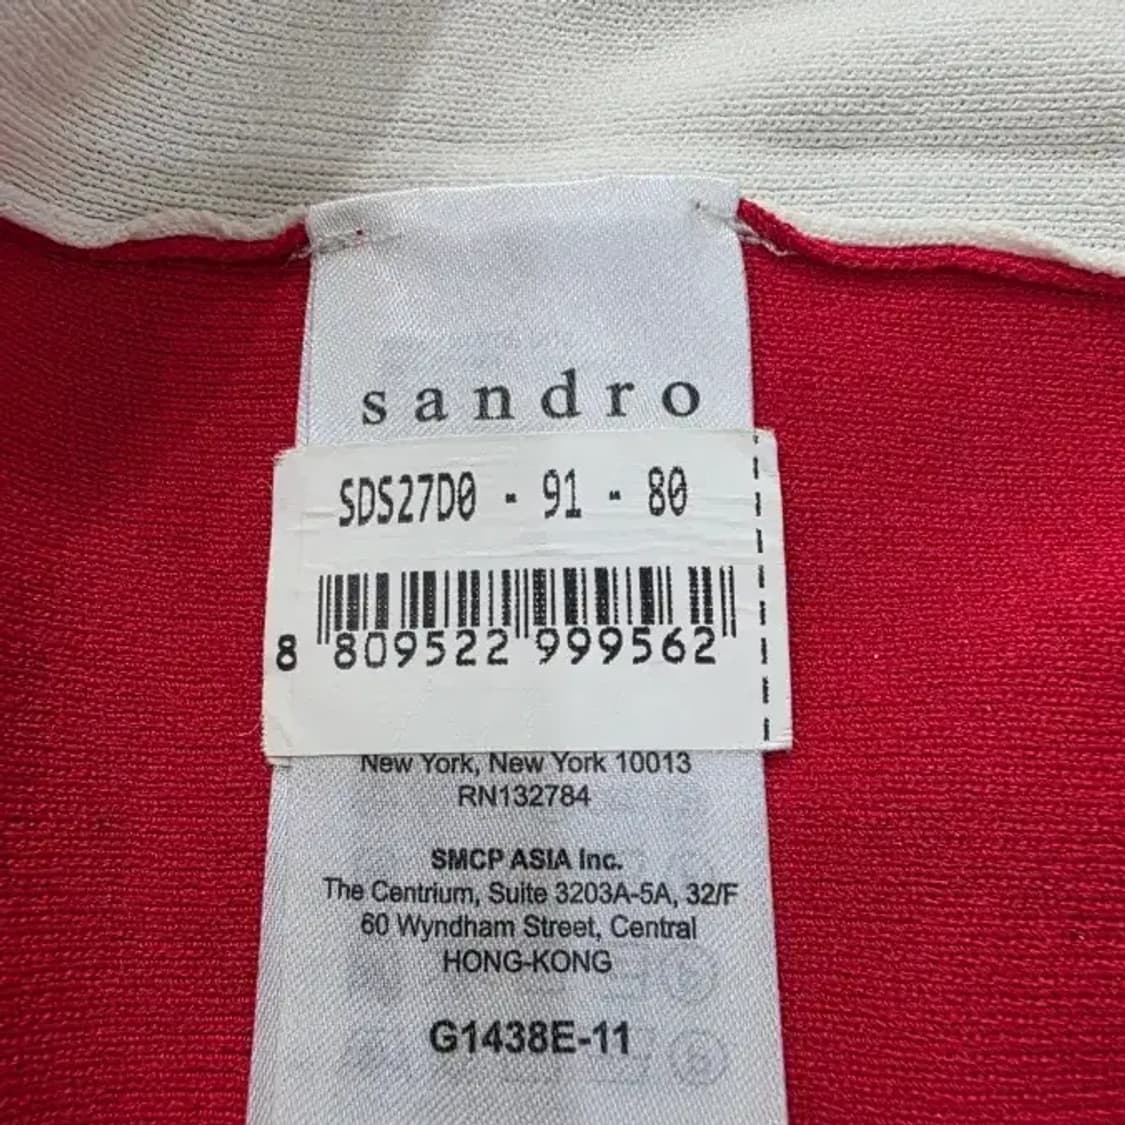 sandro
SDS27D0 - 91 - 80
8 809522 999562
New York, New York 10013
RN132784
SMCP ASIA Inc.
The Centrium, Suite 3203A-5A, 32/F
60 Wyndham Street, Central
HONG-KONG
G1438E-11